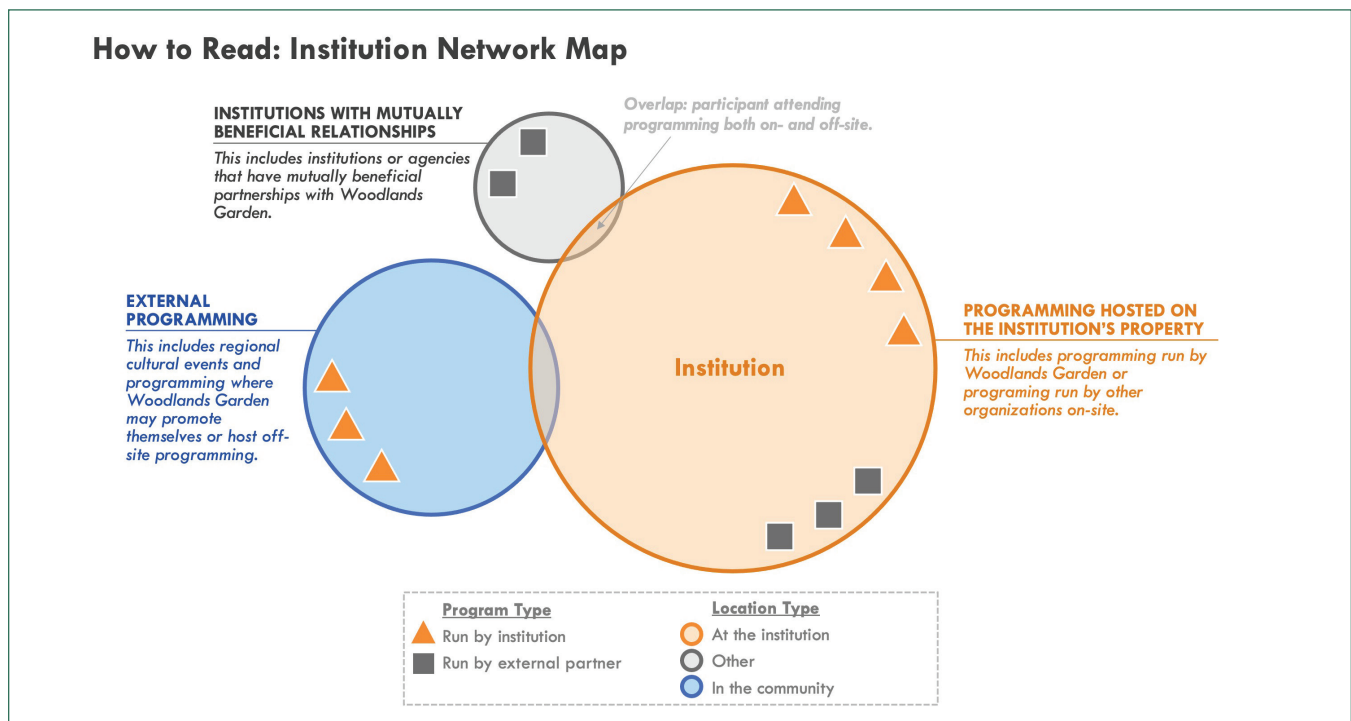 How to Read: Institution Network Map
INSTITUTIONS WITH MUTUALLY
BENEFICIAL RELATIONSHIPS
This includes institutions or agencies
that have mutually beneficial
partnerships with Woodlands
Garden.
Overlap: participant attending
programming both on- and off-site.
EXTERNAL
PROGRAMMING
This includes regional
cultural events and
programming where
Woodlands Garden
may promote
themselves or host off-
site programming.
Institution
PROGRAMMING HOSTED ON
THE INSTITUTION'S PROPERTY
This includes programming run by
Woodlands Garden or
programing run by other
organizations on-site.
Program Type
Run by institution
Run by external partner
Location Type
At the institution
Other
In the community